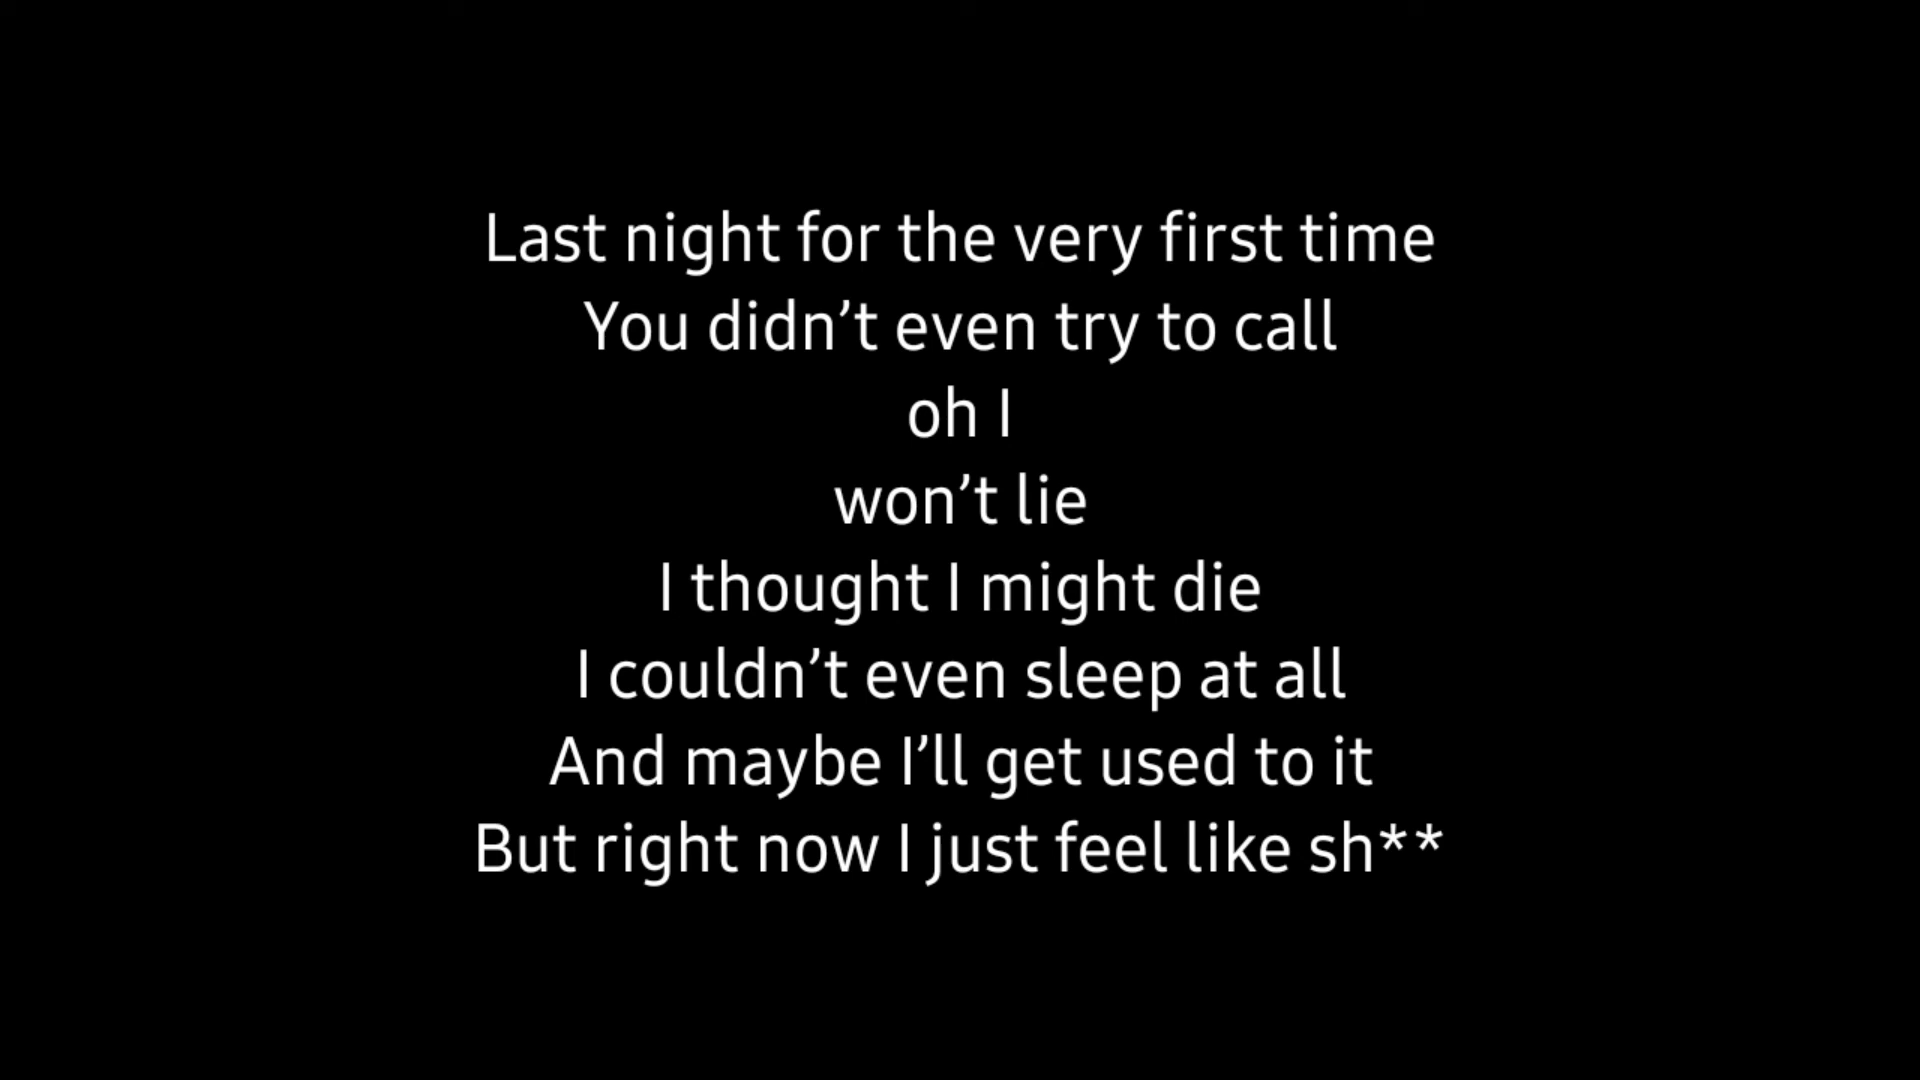 Last night for the very first time
You didn’t even try to call
oh I
won’t lie
I thought I might die
I couldn’t even sleep at all
And maybe I’ll get used to it
But right now I just feel like sh**